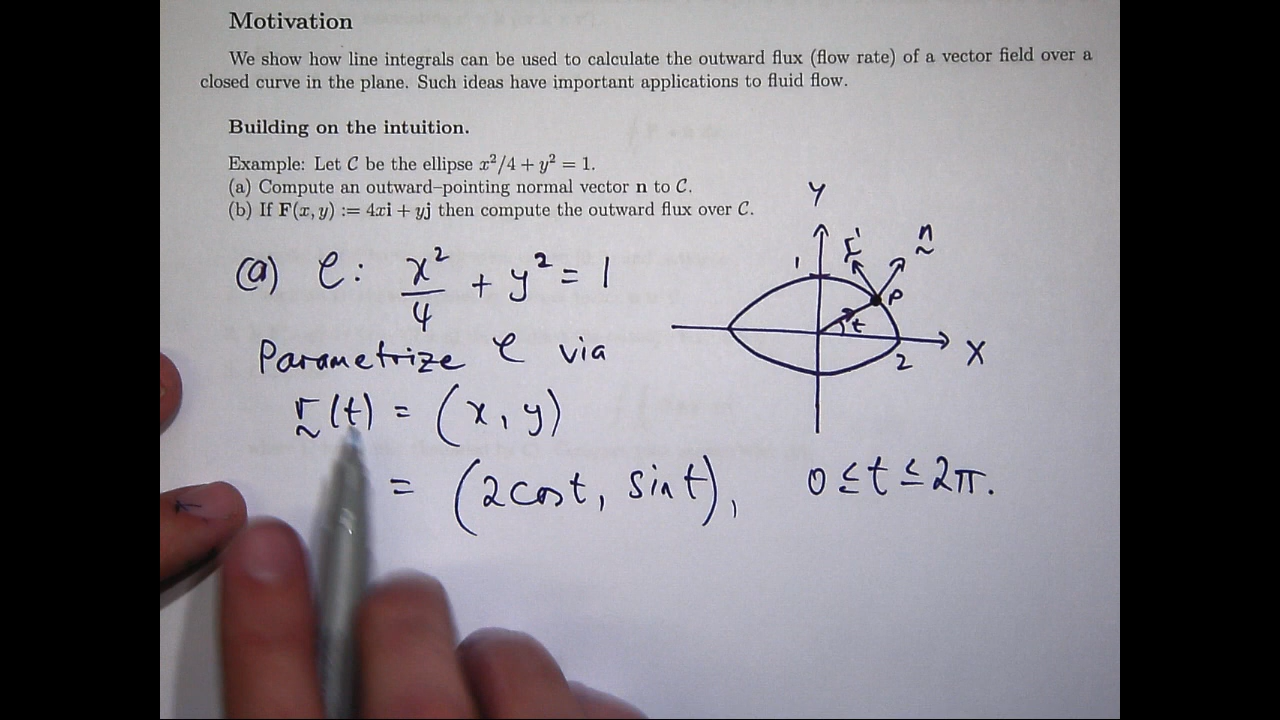 Motivation
We show how line integrals can be used to calculate the outward flux (flow rate) of a vector field over a
closed curve in the plane. Such ideas have important applications to fluid flow.
Building on the intuition.
Example: Let C be the ellipse x²/4 + y² = 1.
(a) Compute an outward–pointing normal vector n to C.
(b) If F(x, y) := 4xi + yj then compute the outward flux over C.
(a) C: x²/4 + y² = 1
Parametrize C via
r(t) = (x, y)
= (2cost, sint), 0 ≤ t ≤ 2π.
y
1
r'
n
P
t
2
x